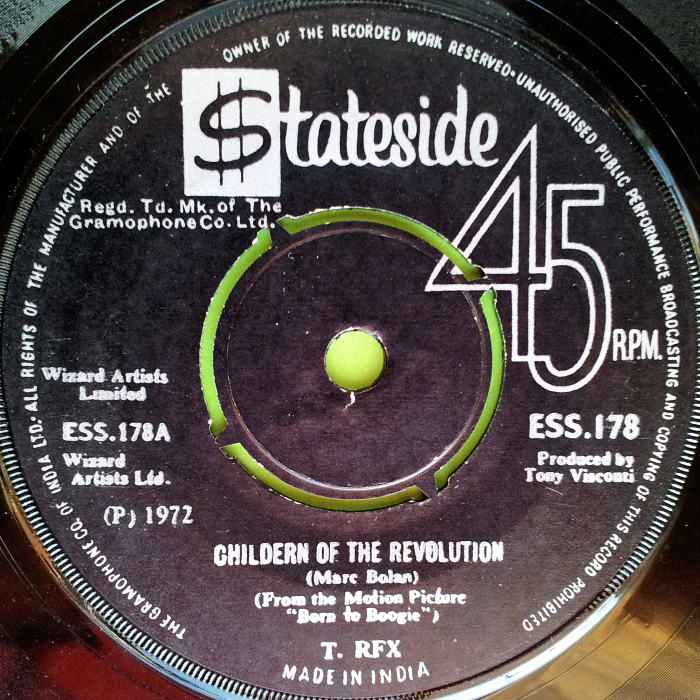 THE GRAMOPHONE CO. OF INDIA LTD. ALL RIGHTS OF THE MANUFACTURER AND OF THE OWNER OF THE RECORDED WORK RESERVED·UNAUTHORISED PUBLIC PERFORMANCE BROADCASTING AND COPYING OF THIS RECORD PROHIBITED
$tateside
Regd. Td. Mk. of The
Gramophone Co. Ltd.
45
R.P.M.
Wizard Artists
Limited
ESS.178A
Wizard
Artists Ltd.
(P) 1972
ESS.178
Produced by
Tony Visconti
CHILDERN OF THE REVOLUTION
(Marc Bolan)
(From the Motion Picture
"Born to Boogie")
T. RFX
MADE IN INDIA